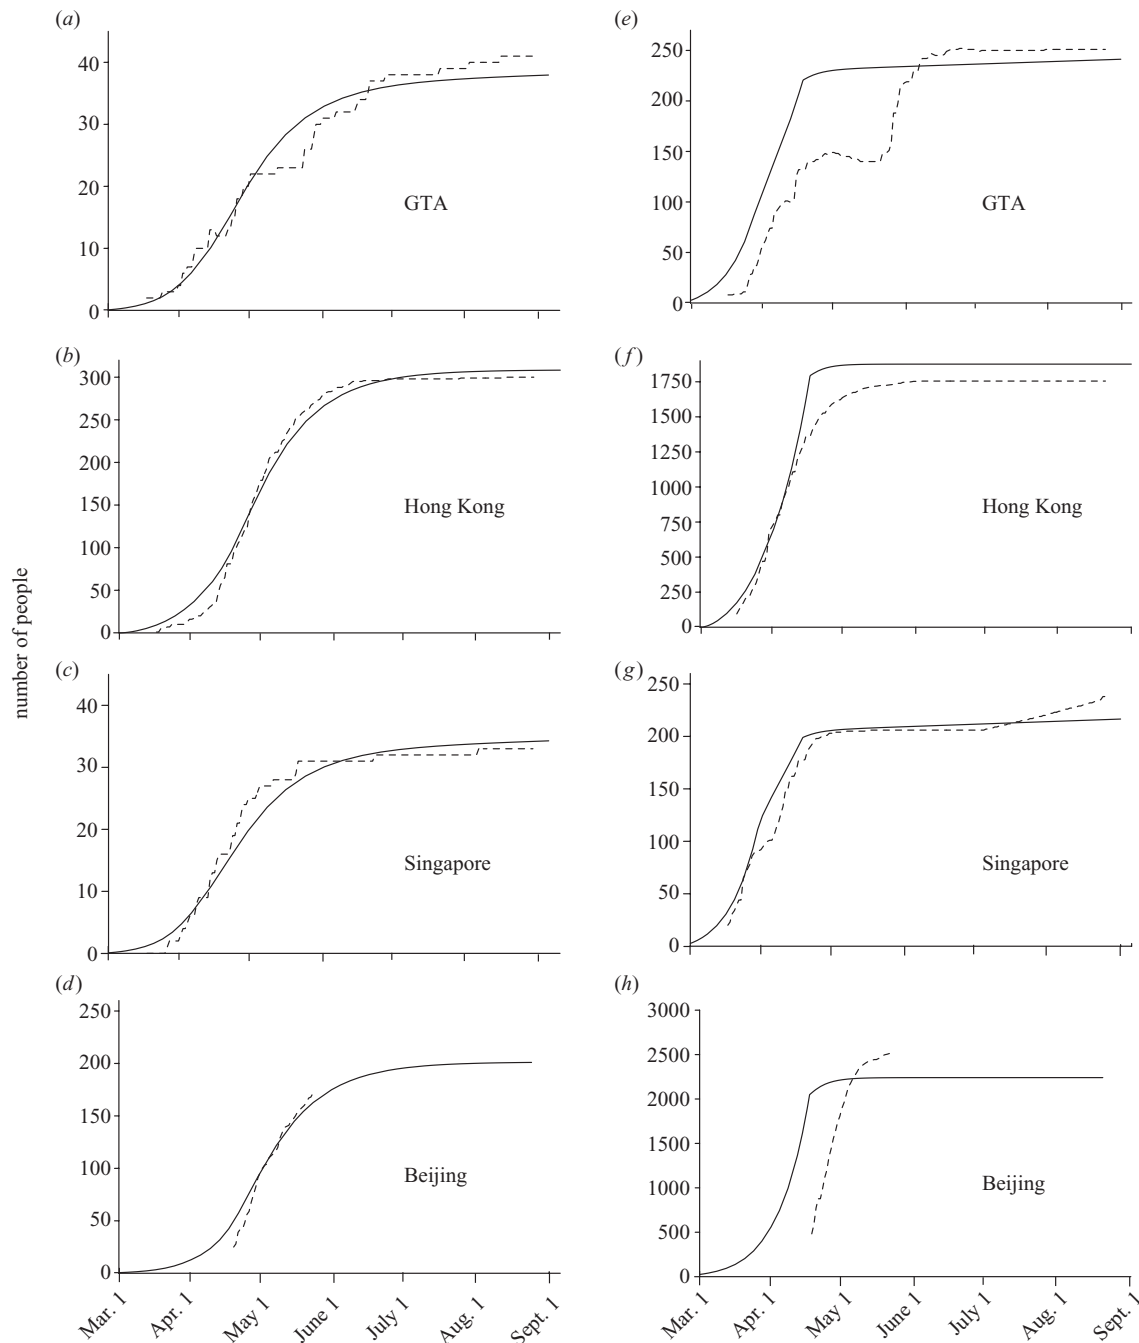 (a)
40
30
20
10
0
GTA
(e)
250
200
150
100
50
0
GTA
(b)
300
250
200
150
100
50
0
Hong Kong
(f)
1750
1500
1250
1000
750
500
250
0
Hong Kong
number of people
(c)
40
30
20
10
0
Singapore
(g)
250
200
150
100
50
0
Singapore
(d)
250
200
150
100
50
0
Beijing
Mar. 1 Apr. 1 May 1 June 1 July 1 Aug. 1 Sept. 1
(h)
3000
2500
2000
1500
1000
500
0
Beijing
Mar. 1 Apr. 1 May 1 June 1 July 1 Aug. 1 Sept. 1